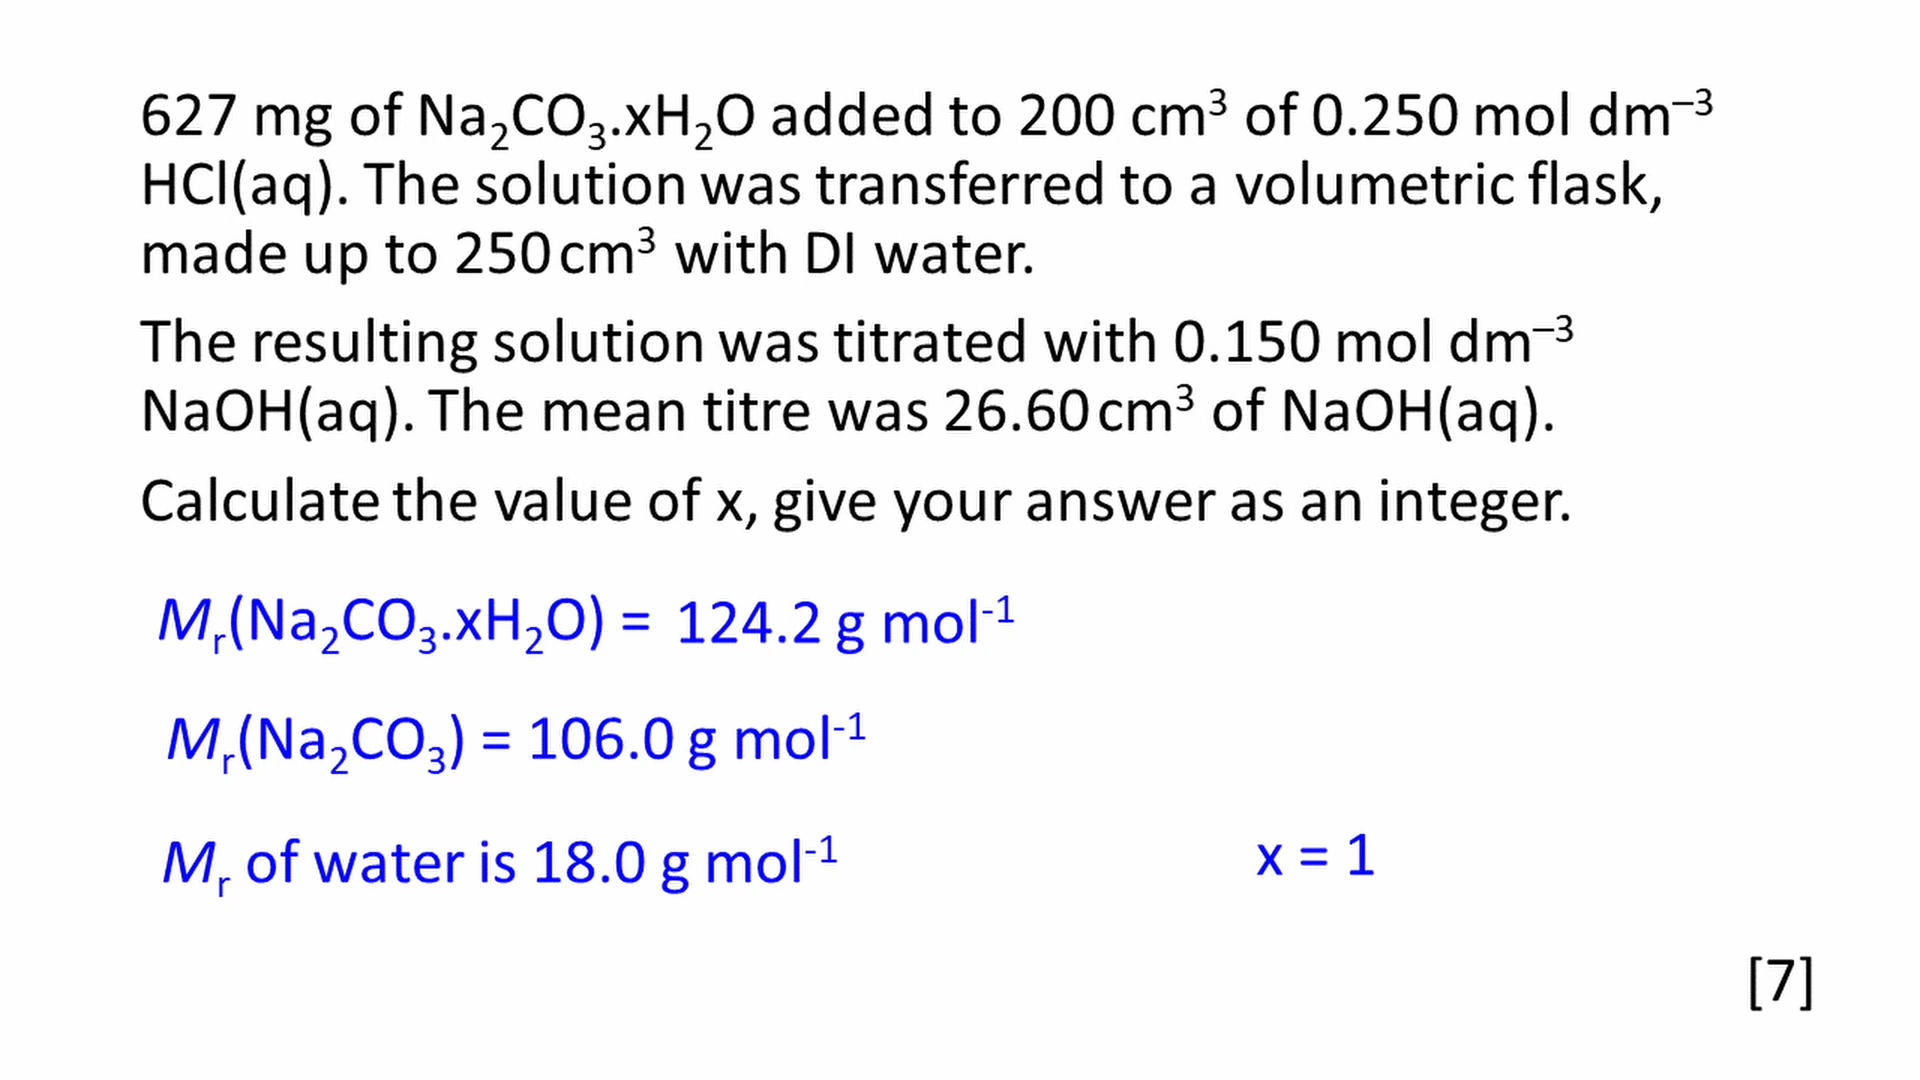 627 mg of Na₂CO₃.xH₂O added to 200 cm³ of 0.250 mol dm⁻³
HCl(aq). The solution was transferred to a volumetric flask,
made up to 250 cm³ with DI water.
The resulting solution was titrated with 0.150 mol dm⁻³
NaOH(aq). The mean titre was 26.60 cm³ of NaOH(aq).
Calculate the value of x, give your answer as an integer.
Mᵣ(Na₂CO₃.xH₂O) = 124.2 g mol⁻¹
Mᵣ(Na₂CO₃) = 106.0 g mol⁻¹
Mᵣ of water is 18.0 g mol⁻¹ x = 1
[7]